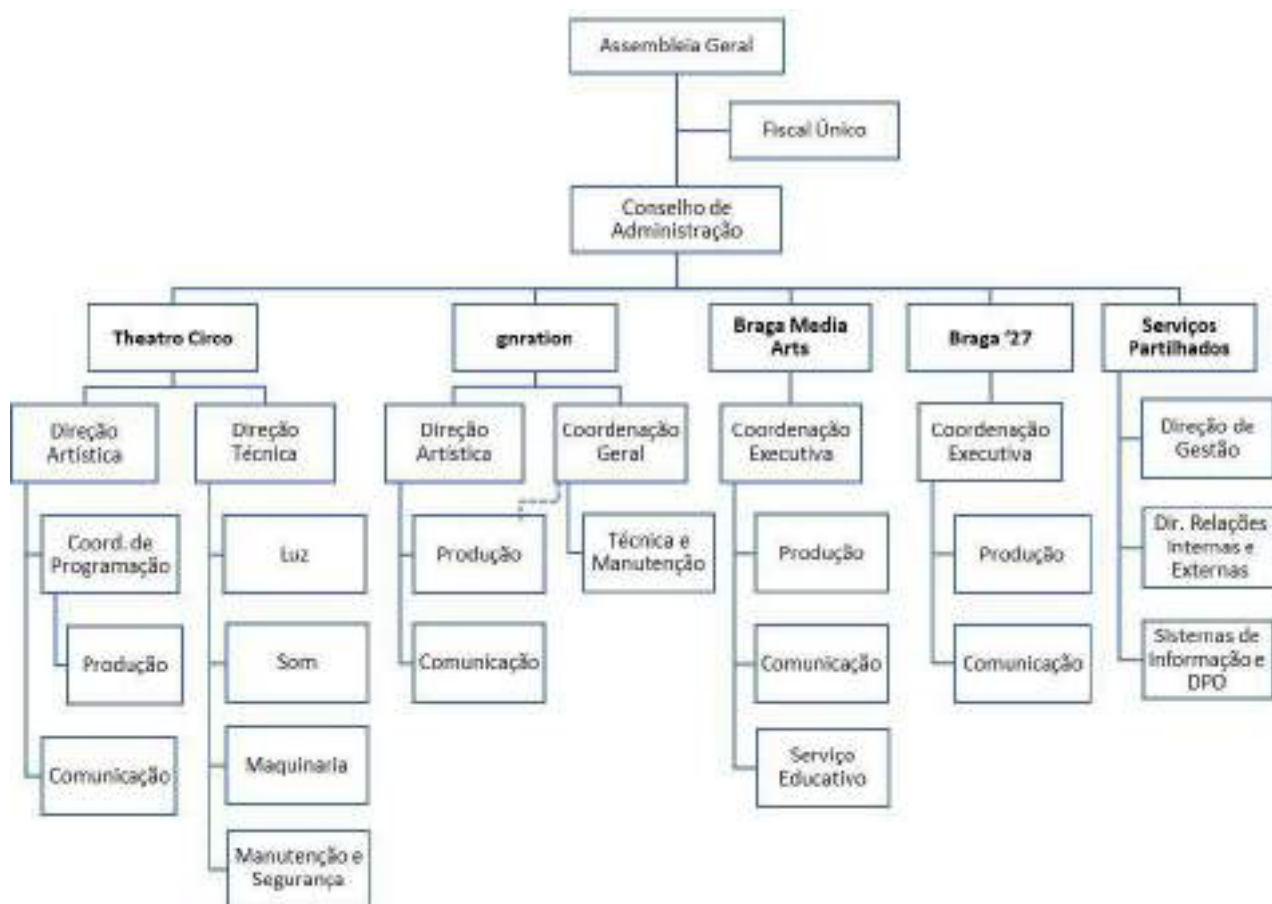 Assembleia Geral
Fiscal Único
Conselho de
Administração
Theatro Circo
gnration
Braga Media
Arts
Braga '27
Serviços
Partilhados
Direção
Artística
Direção
Técnica
Direção
Artística
Coordenação
Geral
Coordenação
Executiva
Coordenação
Executiva
Direção de
Gestão
Coord. de
Programação
Luz
Produção
Técnica e
Manutenção
Produção
Produção
Dir. Relações
Internas e
Externas
Produção
Som
Comunicação
Comunicação
Comunicação
Sistemas de
Informação e
DPO
Comunicação
Maquinaria
Serviço
Educativo
Manutenção e
Segurança